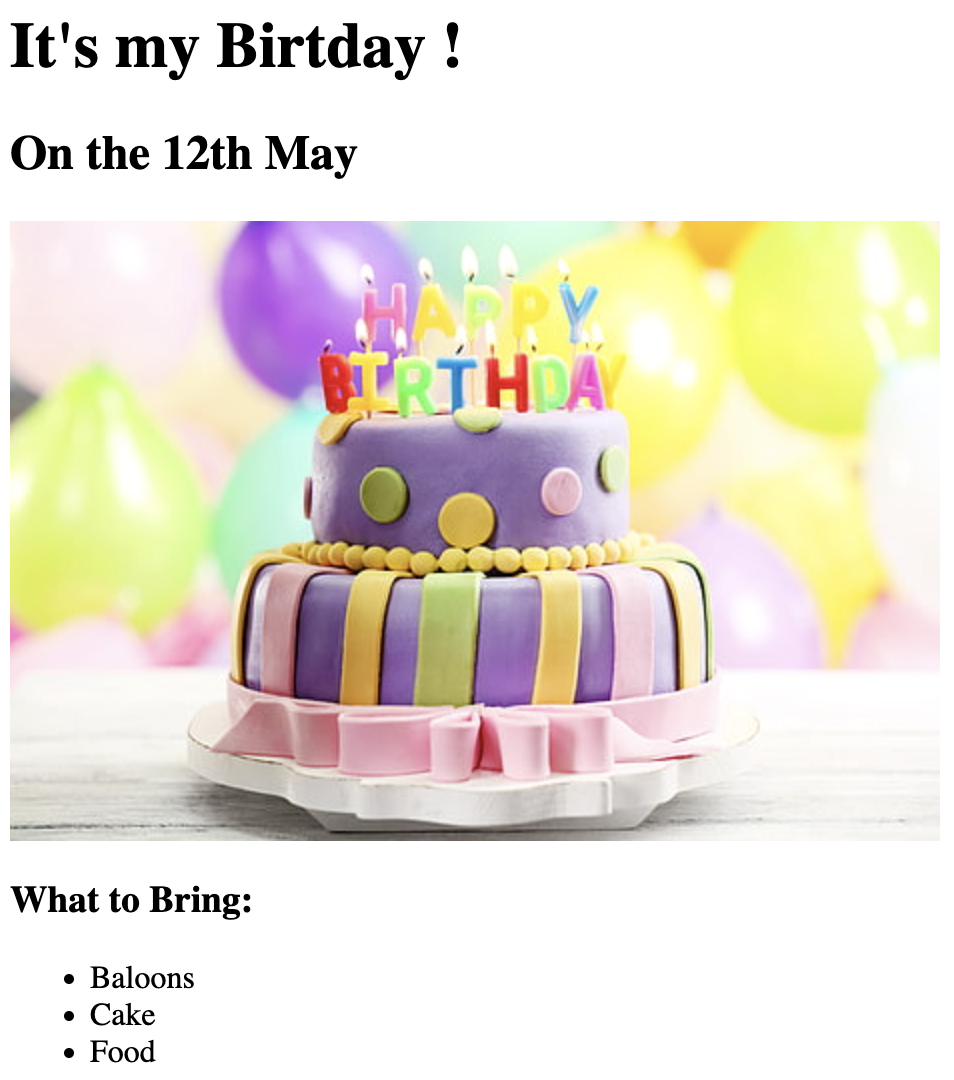 It's my Birtday !
On the 12th May
HAPPY
BIRTHDAY
What to Bring:
• Baloons
• Cake
• Food